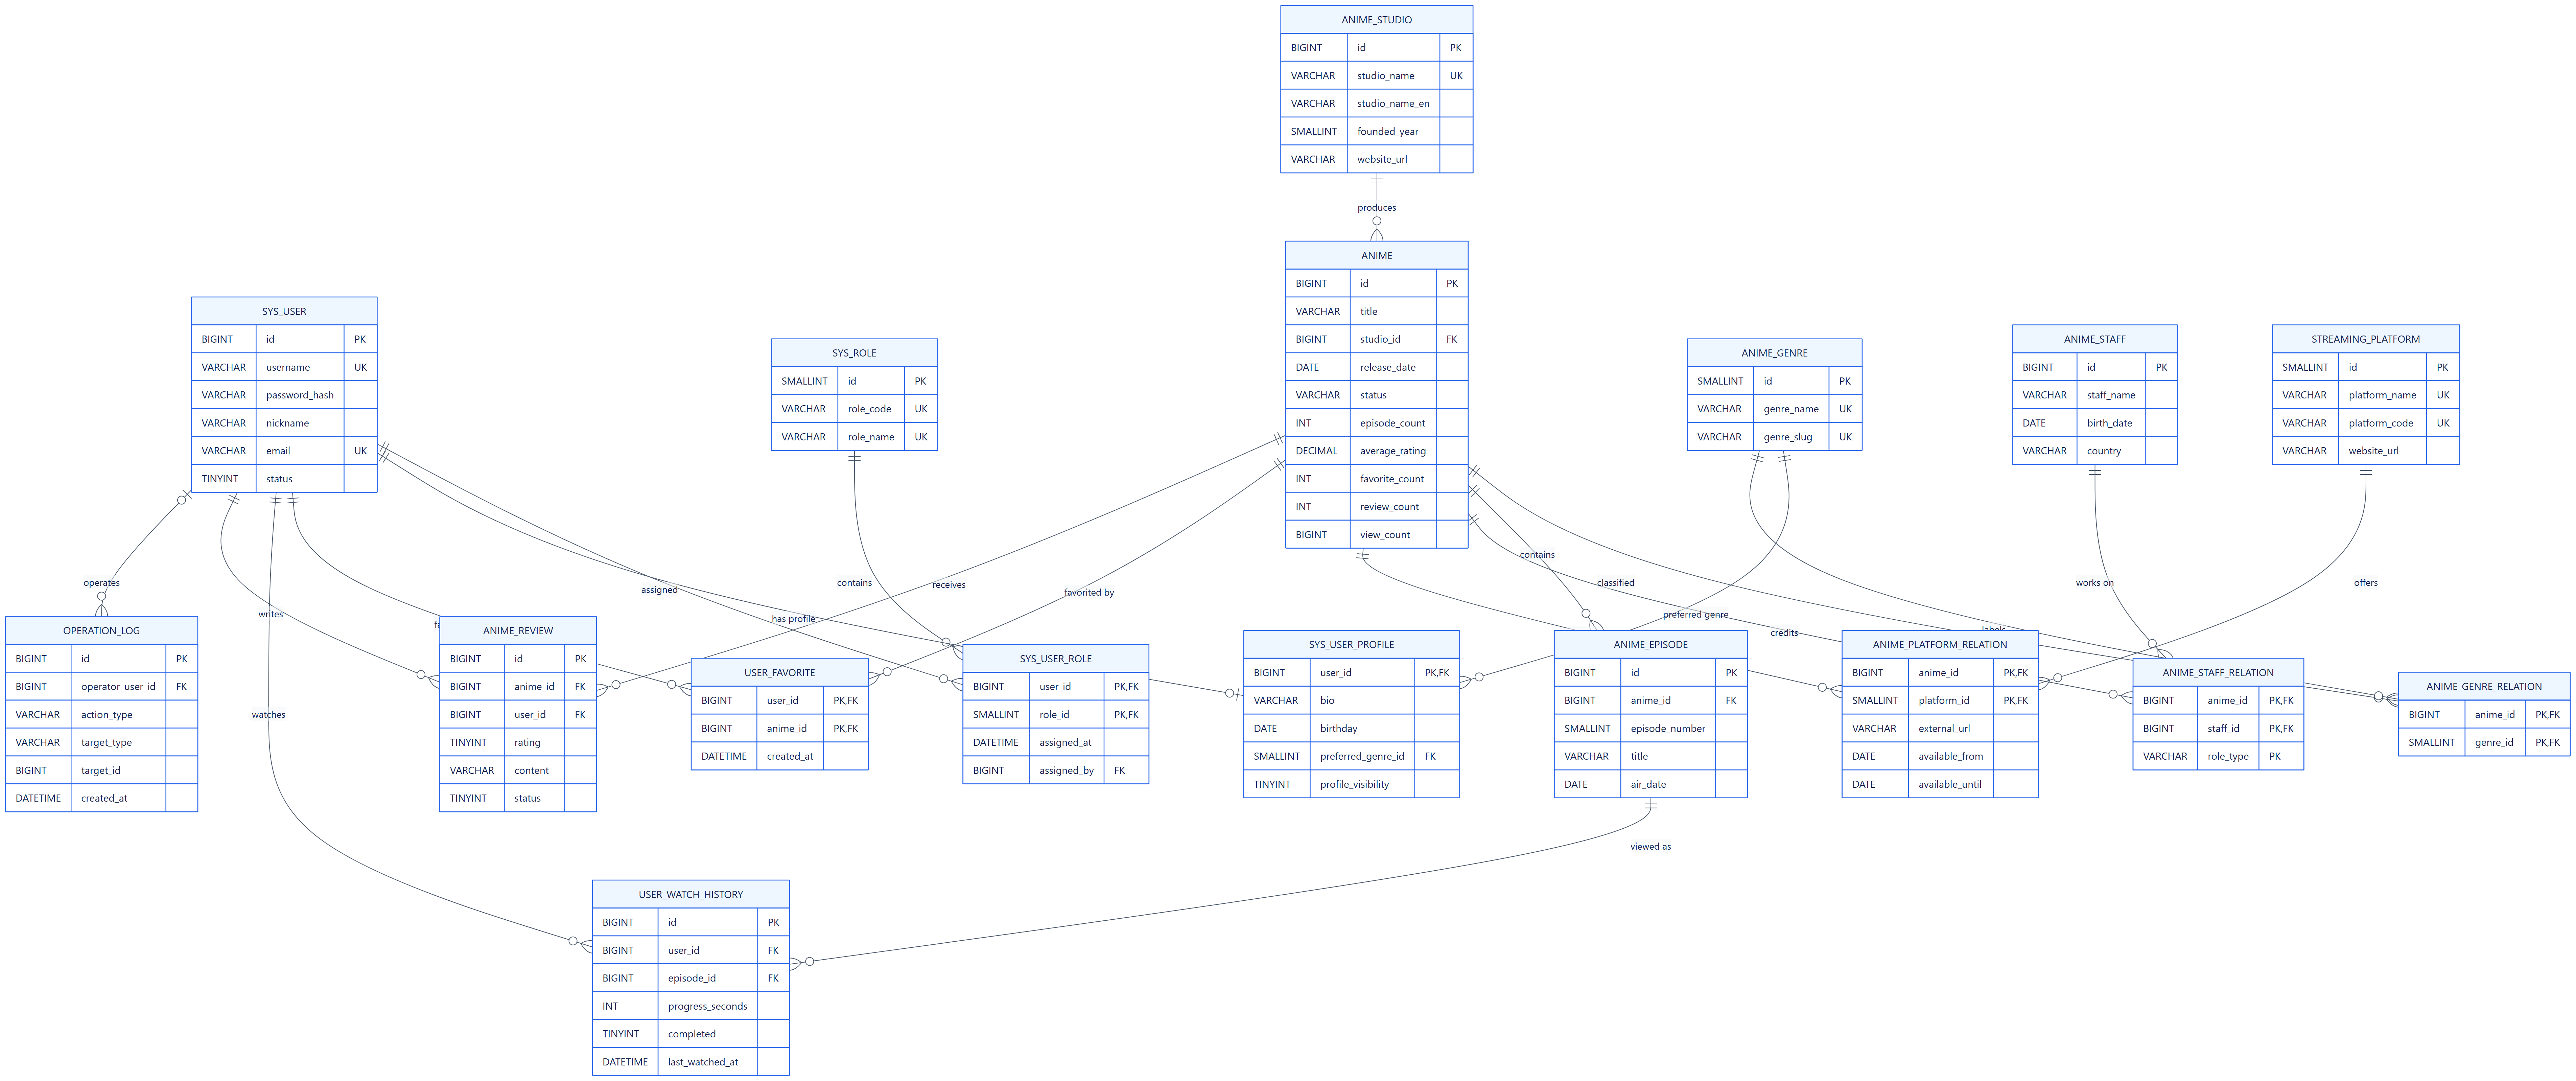 ANIME_STUDIO
BIGINT id PK
VARCHAR studio_name UK
VARCHAR studio_name_en
SMALLINT founded_year
VARCHAR website_url
produces
ANIME
BIGINT id PK
VARCHAR title
BIGINT studio_id FK
DATE release_date
VARCHAR status
INT episode_count
DECIMAL average_rating
INT favorite_count
INT review_count
BIGINT view_count
SYS_USER
BIGINT id PK
VARCHAR username UK
VARCHAR password_hash
VARCHAR nickname
VARCHAR email UK
TINYINT status
SYS_ROLE
SMALLINT id PK
VARCHAR role_code UK
VARCHAR role_name UK
ANIME_GENRE
SMALLINT id PK
VARCHAR genre_name UK
VARCHAR genre_slug UK
ANIME_STAFF
BIGINT id PK
VARCHAR staff_name
DATE birth_date
VARCHAR country
STREAMING_PLATFORM
SMALLINT id PK
VARCHAR platform_name UK
VARCHAR platform_code UK
VARCHAR website_url
operates
writes
assigned
has profile
contains
receives
favorited by
contains
classified
preferred genre
credits
labels
works on
offers
watches
OPERATION_LOG
BIGINT id PK
BIGINT operator_user_id FK
VARCHAR action_type
VARCHAR target_type
BIGINT target_id
DATETIME created_at
ANIME_REVIEW
BIGINT id PK
BIGINT anime_id FK
BIGINT user_id FK
TINYINT rating
VARCHAR content
TINYINT status
USER_FAVORITE
BIGINT user_id PK,FK
BIGINT anime_id PK,FK
DATETIME created_at
SYS_USER_ROLE
BIGINT user_id PK,FK
SMALLINT role_id PK,FK
DATETIME assigned_at
BIGINT assigned_by FK
SYS_USER_PROFILE
BIGINT user_id PK,FK
VARCHAR bio
DATE birthday
SMALLINT preferred_genre_id FK
TINYINT profile_visibility
ANIME_EPISODE
BIGINT id PK
BIGINT anime_id FK
SMALLINT episode_number
VARCHAR title
DATE air_date
ANIME_PLATFORM_RELATION
BIGINT anime_id PK,FK
SMALLINT platform_id PK,FK
VARCHAR external_url
DATE available_from
DATE available_until
ANIME_STAFF_RELATION
BIGINT anime_id PK,FK
BIGINT staff_id PK,FK
VARCHAR role_type PK
ANIME_GENRE_RELATION
BIGINT anime_id PK,FK
SMALLINT genre_id PK,FK
viewed as
USER_WATCH_HISTORY
BIGINT id PK
BIGINT user_id FK
BIGINT episode_id FK
INT progress_seconds
TINYINT completed
DATETIME last_watched_at